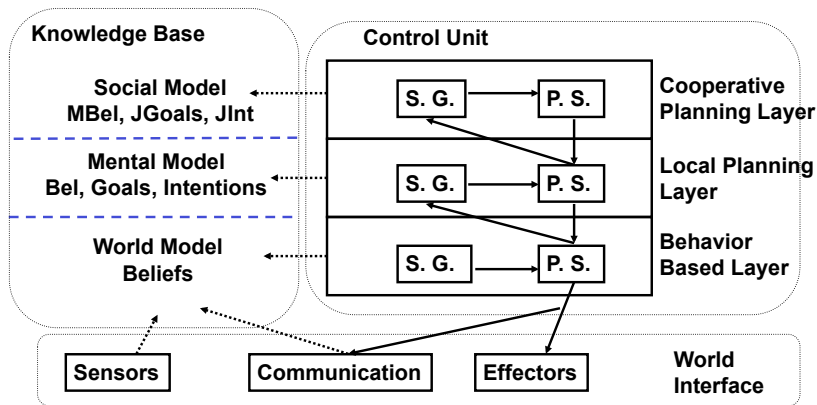 Knowledge Base
Control Unit
Social Model
MBel, JGoals, JInt
S. G.
P. S.
Cooperative
Planning Layer
Mental Model
Bel, Goals, Intentions
S. G.
P. S.
Local Planning
Layer
World Model
Beliefs
S. G.
P. S.
Behavior
Based Layer
Sensors
Communication
Effectors
World
Interface